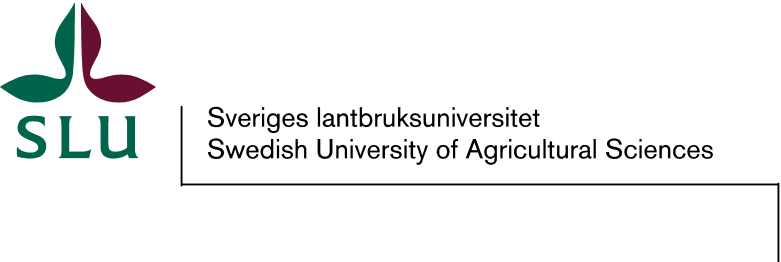 SLU
Sveriges lantbruksuniversitet
Swedish University of Agricultural Sciences